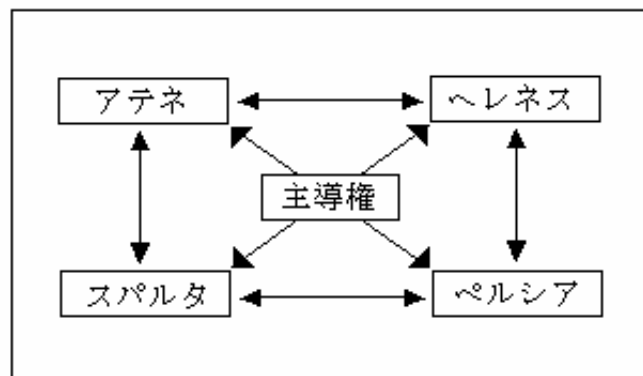 アテネ
ヘレネス
主導権
スパルタ
ペルシア